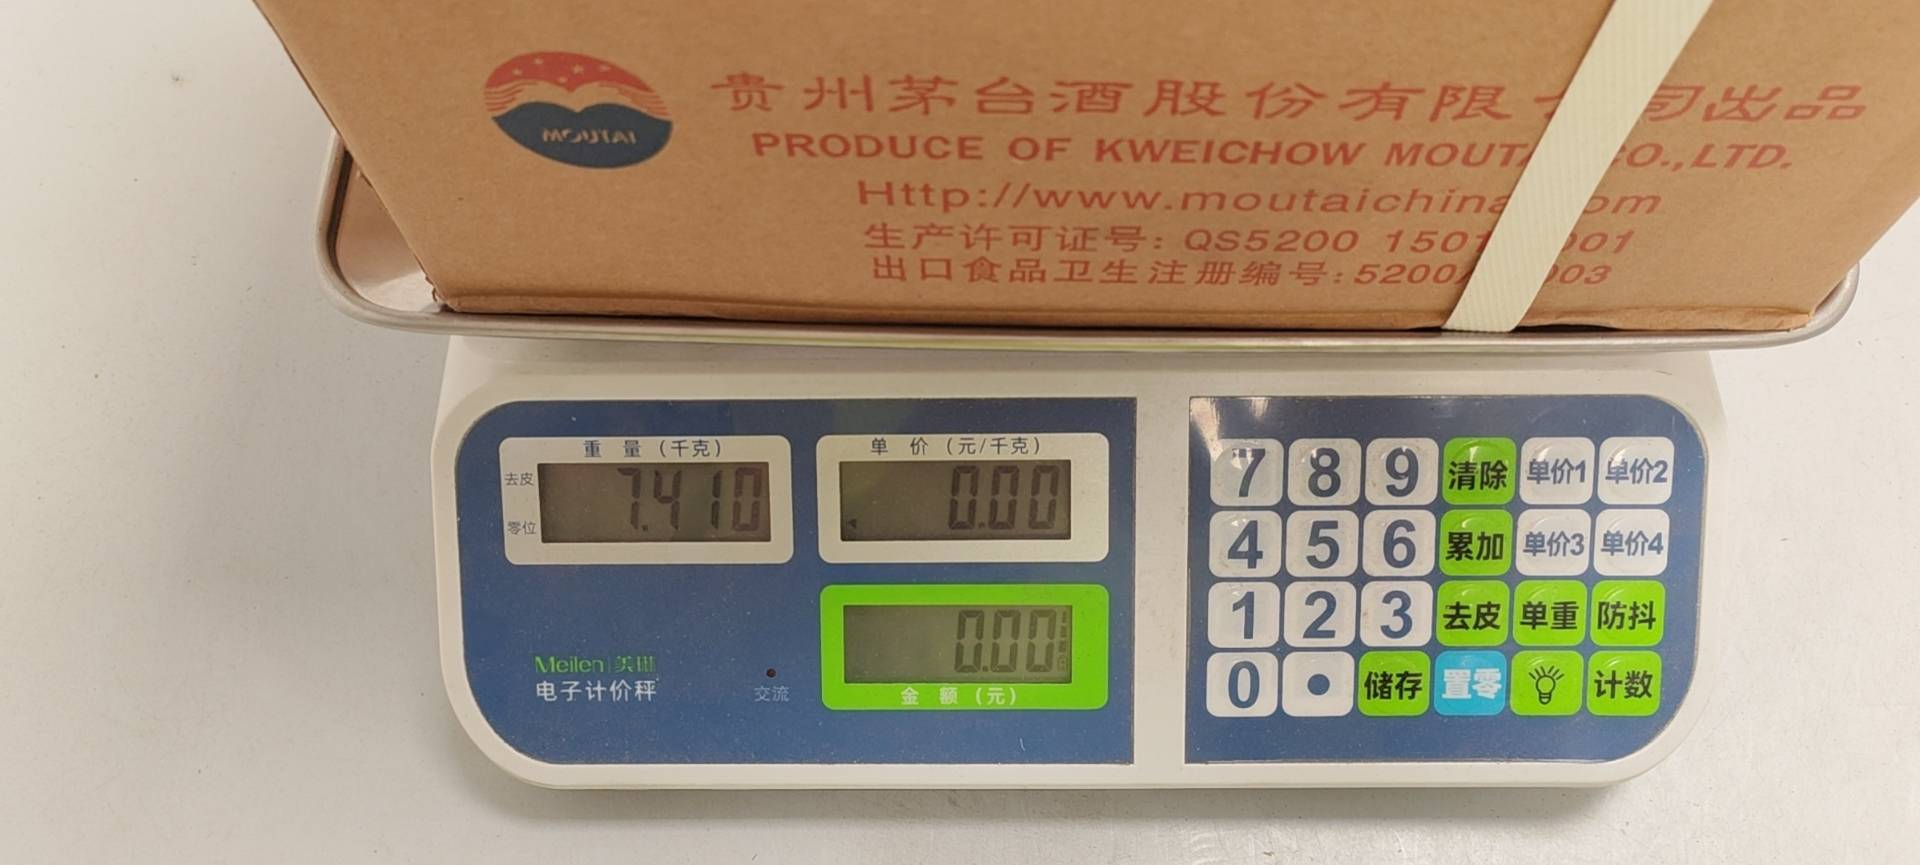 MOUTAI
贵州茅台酒股份有限公司出品
PRODUCE OF KWEICHOW MOUTAI CO.,LTD.
Http://www.moutaichina.com
生产许可证号: QS5200 1501 001
出口食品卫生注册编号:5200 003
重量(千克)
单价(元/千克)
去皮
零位
7.410
0.00
0.00
金额(元)
Meilen
电子计价秤
交流
7 8 9 清除 单价1 单价2
4 5 6 累加 单价3 单价4
1 2 3 去皮 单重 防抖
0 . 储存 置零 计数